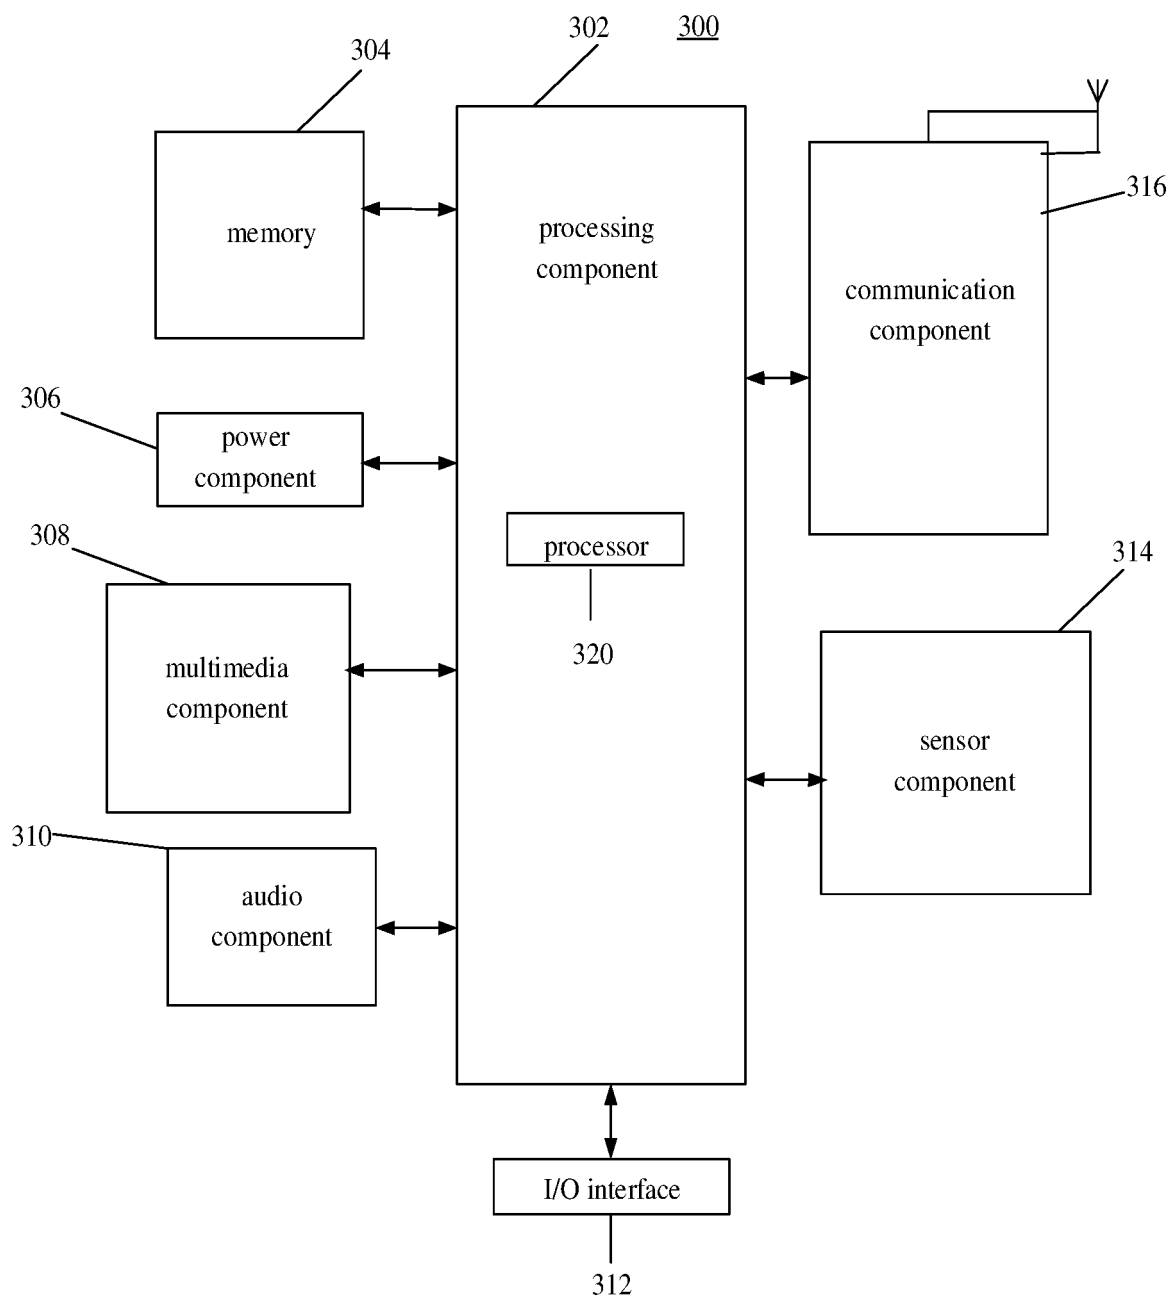 300
302
304
316
memory
processing
component
communication
component
306
power
component
308
processor
320
314
multimedia
component
sensor
component
310
audio
component
I/O interface
312